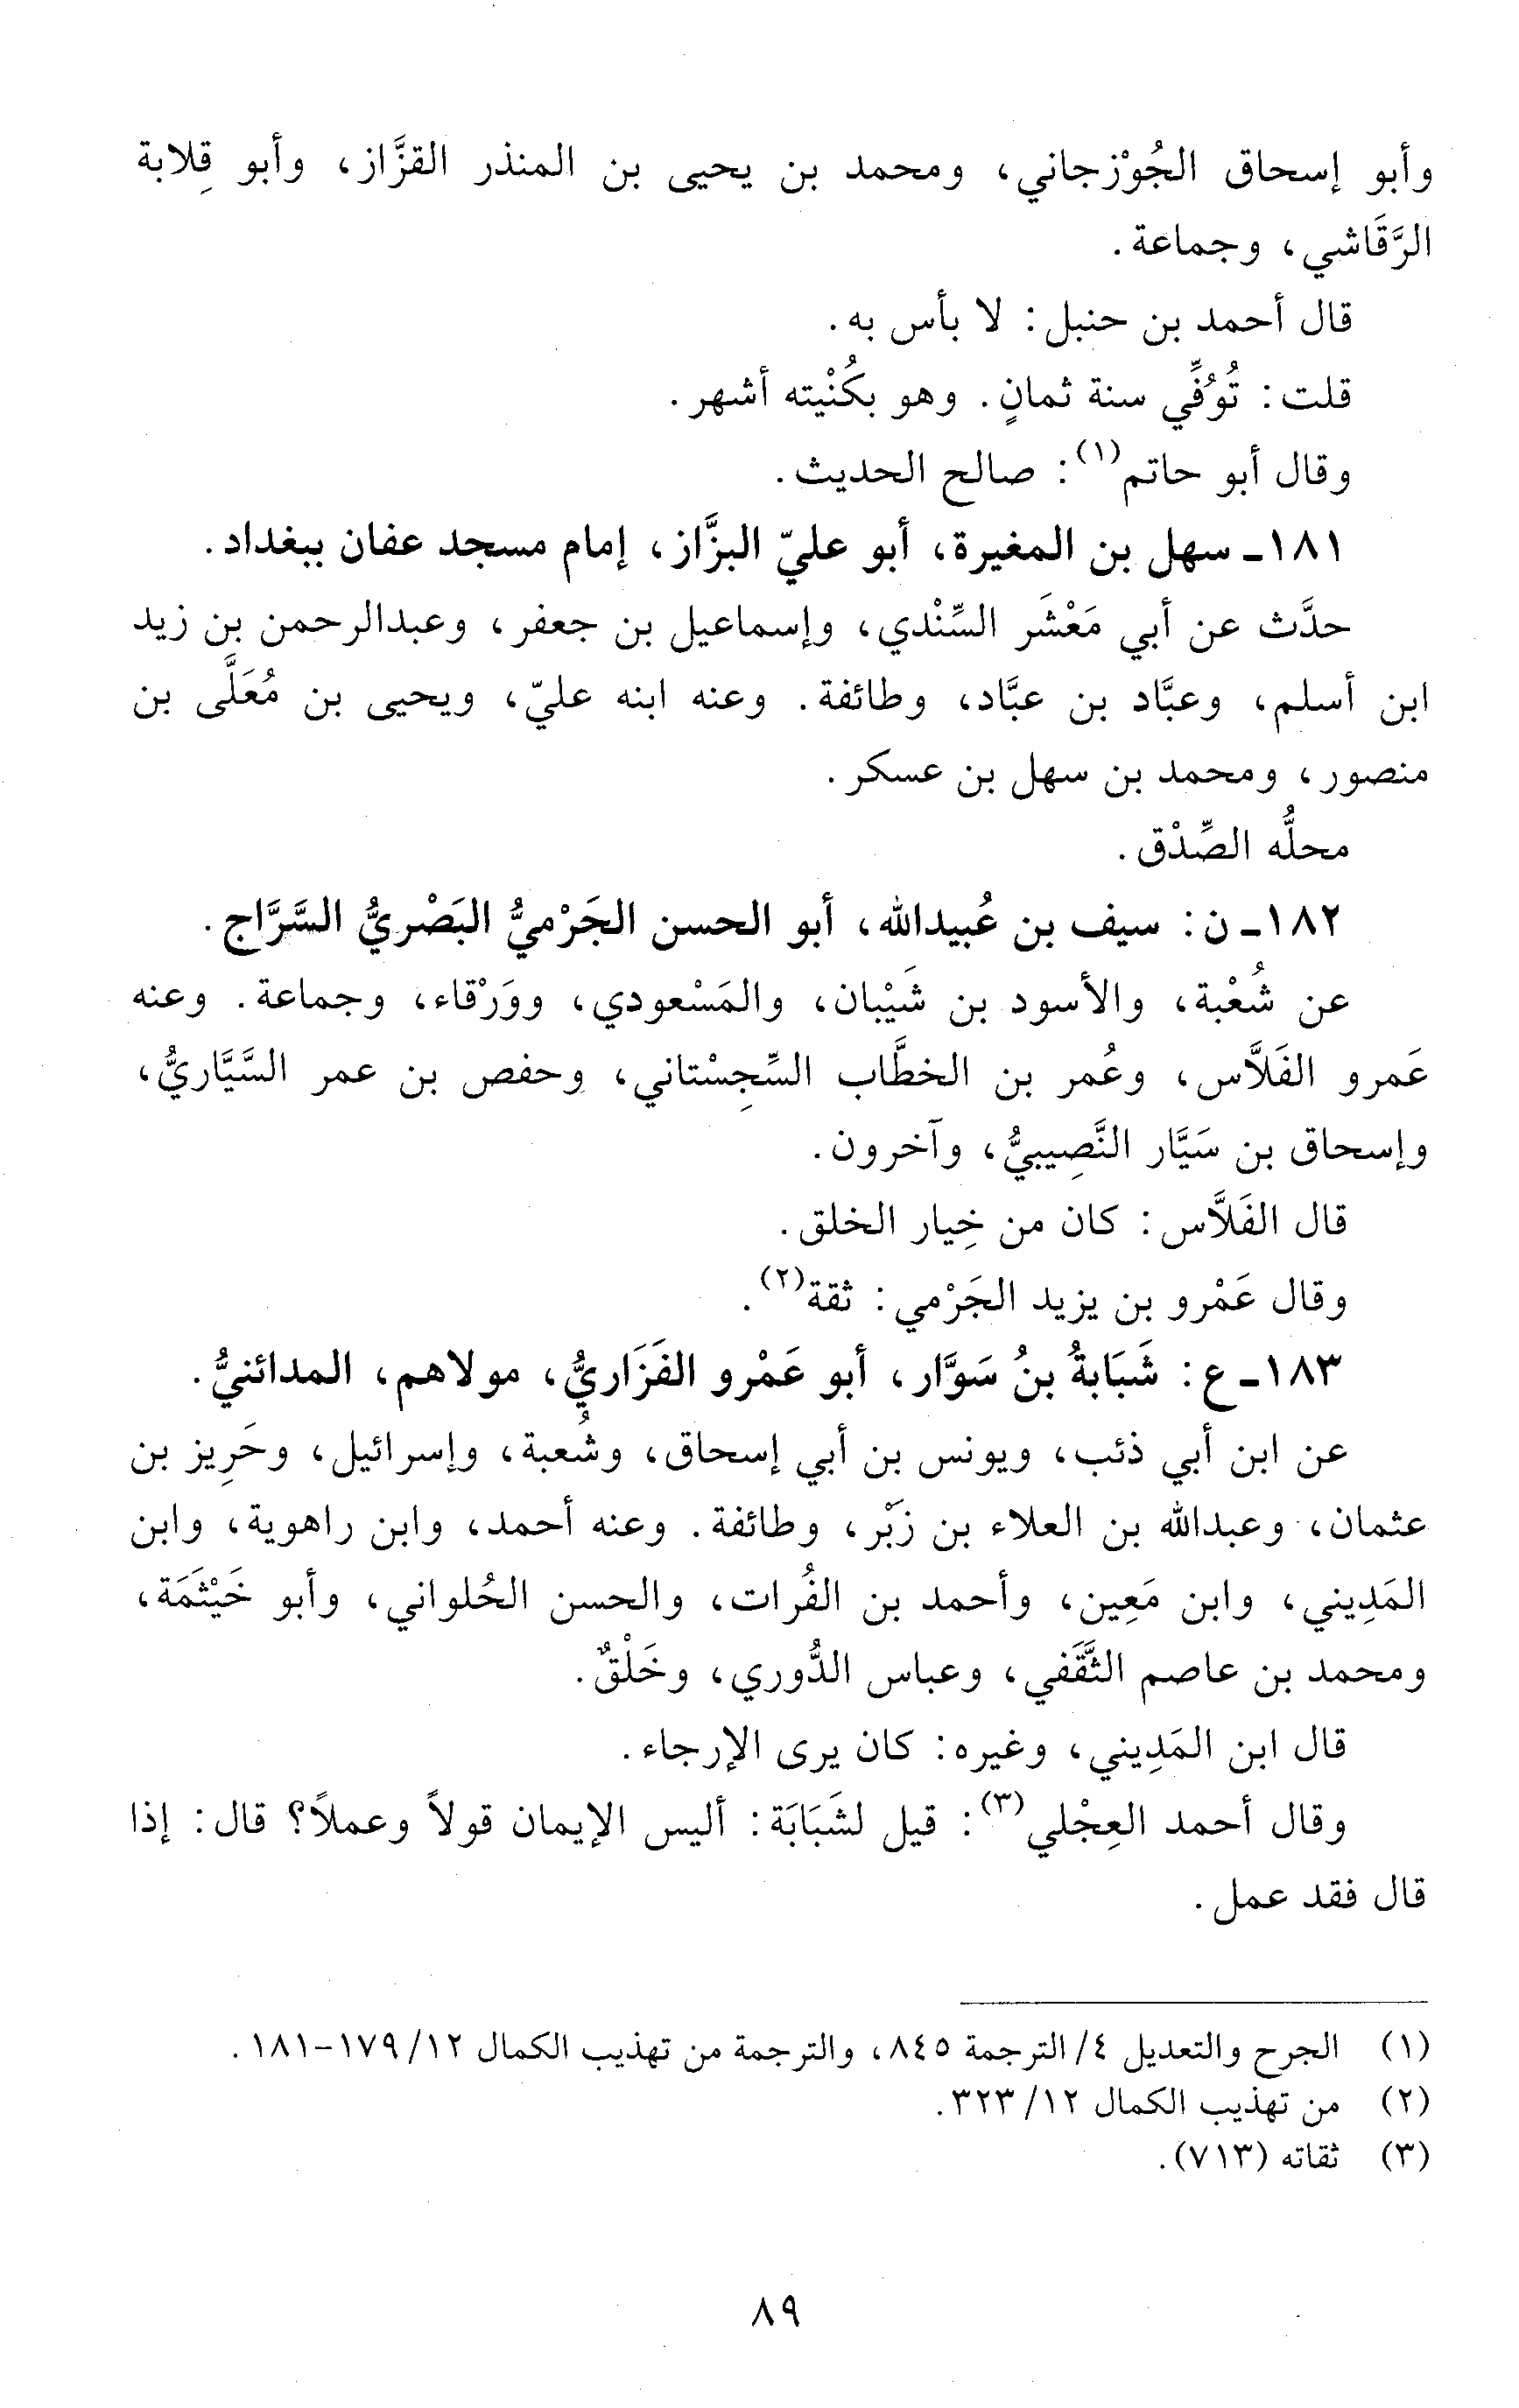 وأبو إسحاق الجُوْزجاني، ومحمد بن يحيى بن المنذر القزَّاز، وأبو قِلابة
الرَّقَاشي، وجماعة.
قال أحمد بن حنبل: لا بأس به.
قلت: تُوُفِّي سنة ثمانٍ. وهو بكُنْيته أشهر.
وقال أبو حاتم(١): صالح الحديث.
١٨١- سهل بن المغيرة، أبو عليّ البزَّاز، إمام مسجد عفان ببغداد.
حدَّث عن أبي مَعْشَر السِّنْدي، وإسماعيل بن جعفر، وعبدالرحمن بن زيد
ابن أسلم، وعبَّاد بن عبَّاد، وطائفة. وعنه ابنه عليّ، ويحيى بن مُعَلَّى بن
منصور، ومحمد بن سهل بن عسكر.
محلُّه الصِّدْق.
١٨٢- ن: سيف بن عُبيدالله، أبو الحسن الجَرْميُّ البَصْريُّ السَّرَّاج.
عن شُعْبة، والأسود بن شَيْبان، والمَسْعودي، ووَرْقاء، وجماعة. وعنه
عَمرو الفَلاَّس، وعُمر بن الخطَّاب السِّجِسْتاني، وحفص بن عمر السَّيَّاريُّ،
وإسحاق بن سَيَّار النَّصِيبيُّ، وآخرون.
قال الفَلاَّس: كان من خِيار الخلق.
وقال عَمْرو بن يزيد الجَرْمي: ثقة(٢).
١٨٣- ع: شَبَابةُ بنُ سَوَّار، أبو عَمْرو الفَزَاريُّ، مولاهم، المدائنيُّ.
عن ابن أبي ذئب، ويونس بن أبي إسحاق، وشُعبة، وإسرائيل، وحَرِيز بن
عثمان، وعبدالله بن العلاء بن زَبْر، وطائفة. وعنه أحمد، وابن راهوية، وابن
المَدِيني، وابن مَعِين، وأحمد بن الفُرات، والحسن الحُلواني، وأبو خَيْثَمَة،
ومحمد بن عاصم الثَّقَفي، وعباس الدُّوري، وخَلْقٌ.
قال ابن المَدِيني، وغيره: كان يرى الإرجاء.
وقال أحمد العِجْلي(٣): قيل لشَبَابَة: أليس الإيمان قولاً وعملاً؟ قال: إذا
قال فقد عمل.
(١) الجرح والتعديل ٤/ الترجمة ٨٤٥، والترجمة من تهذيب الكمال ١٢/ ١٧٩-١٨١.
(٢) من تهذيب الكمال ١٢/ ٣٢٣.
(٣) ثقاته (٧١٣).
٨٩